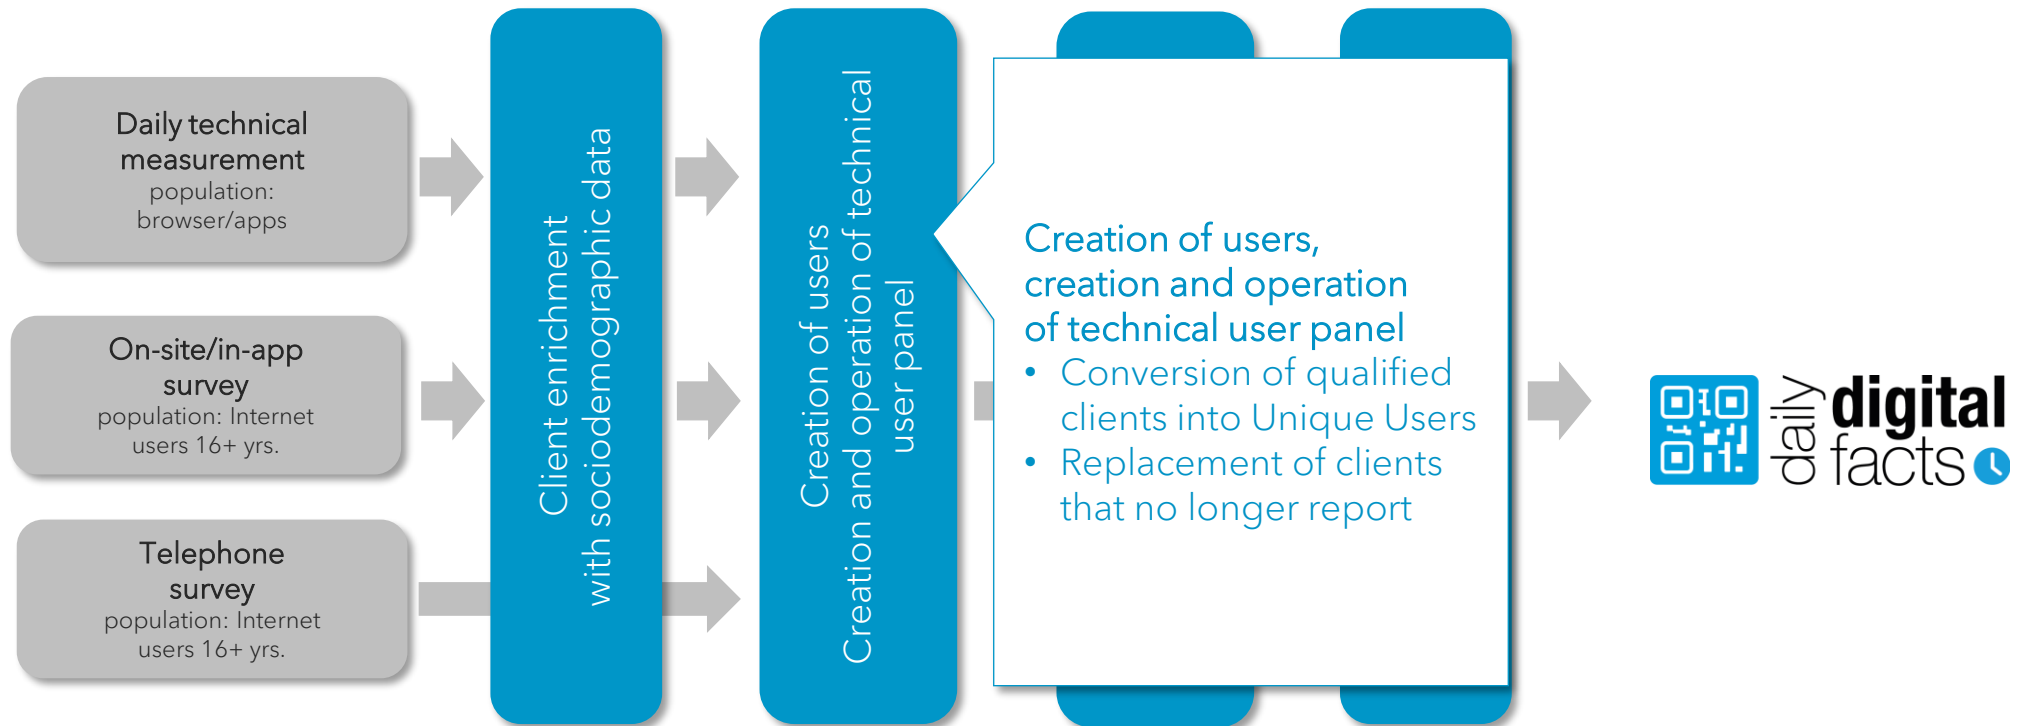 Daily technical
measurement
population:
browser/apps
On-site/in-app
survey
population: Internet
users 16+ yrs.
Telephone
survey
population: Internet
users 16+ yrs.
Client enrichment
with sociodemographic data
Creation of users
Creation and operation of technical
user panel
Creation of users,
creation and operation
of technical user panel
• Conversion of qualified
clients into Unique Users
• Replacement of clients
that no longer report
daily
digital
facts